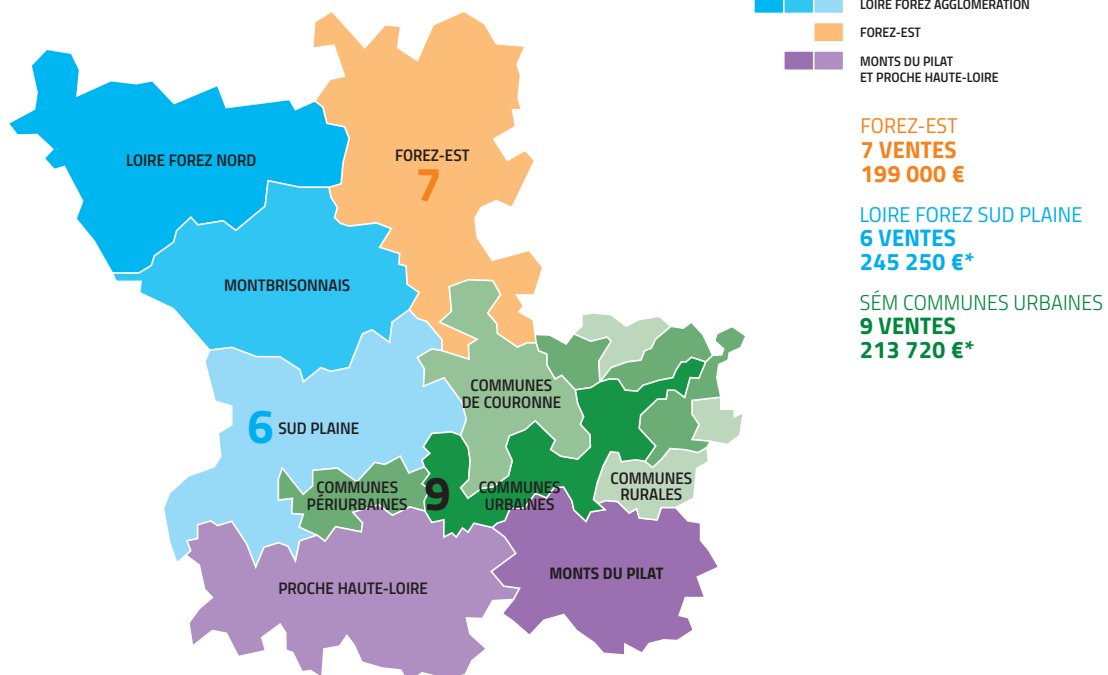 LOIRE FOREZ AGGLOMÉRATION
FOREZ-EST
MONTS DU PILAT
ET PROCHE HAUTE-LOIRE
FOREZ-EST
7 VENTES
199 000 €
LOIRE FOREZ SUD PLAINE
6 VENTES
245 250 €*
SÉM COMMUNES URBAINES
9 VENTES
213 720 €*
LOIRE FOREZ NORD
FOREZ-EST
7
MONTBRISONNAIS
COMMUNES
DE COURONNE
6 SUD PLAINE
COMMUNES
PÉRIURBAINES
9
COMMUNES
URBAINES
COMMUNES
RURALES
PROCHE HAUTE-LOIRE
MONTS DU PILAT